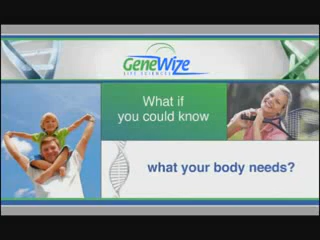 GeneWize
LIFE SCIENCES
What if
you could know
what your body needs?